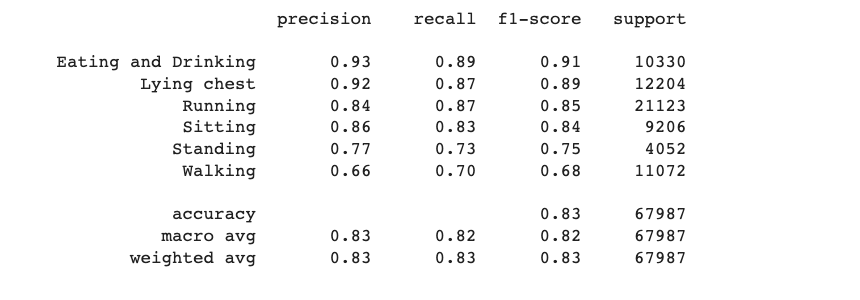 precision recall f1-score support
Eating and Drinking 0.93 0.89 0.91 10330
Lying chest 0.92 0.87 0.89 12204
Running 0.84 0.87 0.85 21123
Sitting 0.86 0.83 0.84 9206
Standing 0.77 0.73 0.75 4052
Walking 0.66 0.70 0.68 11072
accuracy 0.83 67987
macro avg 0.83 0.82 0.82 67987
weighted avg 0.83 0.83 0.83 67987